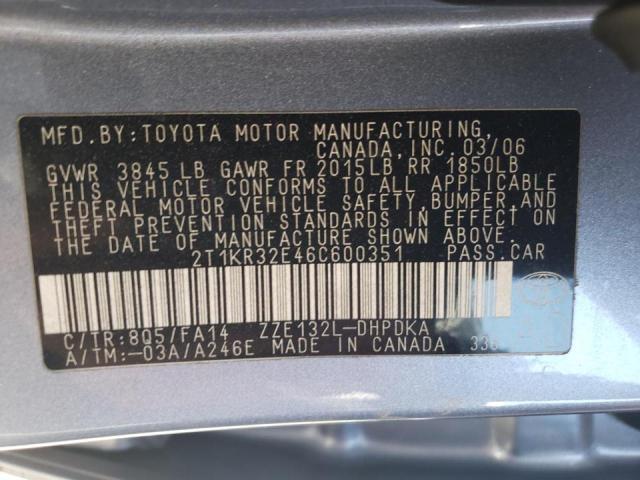 MFD. BY: TOYOTA MOTOR MANUFACTURING,
CANADA, INC. 03/06
GVWR 3845 LB GAWR FR 2015LB RR 1850LB
THIS VEHICLE CONFORMS TO ALL APPLICABLE
FEDERAL MOTOR VEHICLE SAFETY, BUMPER, AND
THEFT PREVENTION STANDARDS IN EFFECT ON
THE DATE OF MANUFACTURE SHOWN ABOVE.
2T1KR32E46C600351 PASS. CAR
C/TR: 8Q5/FA14 ZZE132L-DHPDKA
A/TM: -03A/A246E MADE IN CANADA